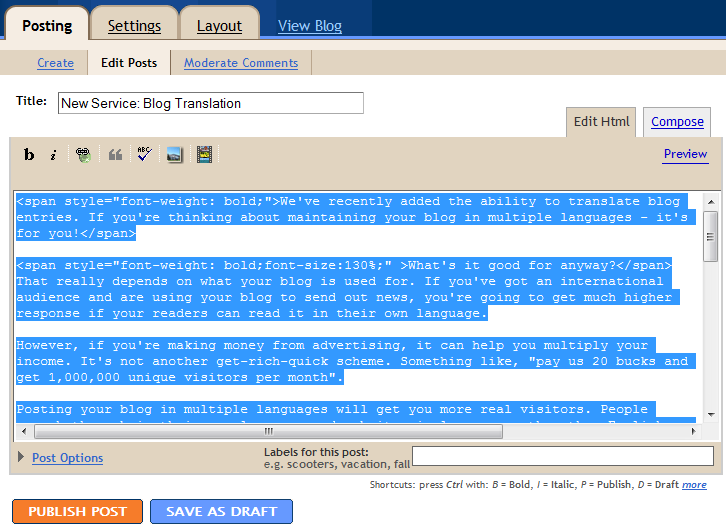 Posting Settings Layout View Blog
Create Edit Posts Moderate Comments
Title: New Service: Blog Translation
Edit Html Compose
b i ABC Preview
<span style="font-weight: bold;">We've recently added the ability to translate blog
entries. If you're thinking about maintaining your blog in multiple languages - it's
for you!</span>
<span style="font-weight: bold;font-size:130%;" >What's it good for anyway?</span>
That really depends on what your blog is used for. If you've got an international
audience and are using your blog to send out news, you're going to get much higher
response if your readers can read it in their own language.
However, if you're making money from advertising, it can help you multiply your
income. It's not another get-rich-quick scheme. Something like, "pay us 20 bucks and
get 1,000,000 unique visitors per month".
Posting your blog in multiple languages will get you more real visitors. People
Post Options
Labels for this post:
e.g. scooters, vacation, fall
Shortcuts: press Ctrl with: B = Bold, I = Italic, P = Publish, D = Draft more
PUBLISH POST SAVE AS DRAFT